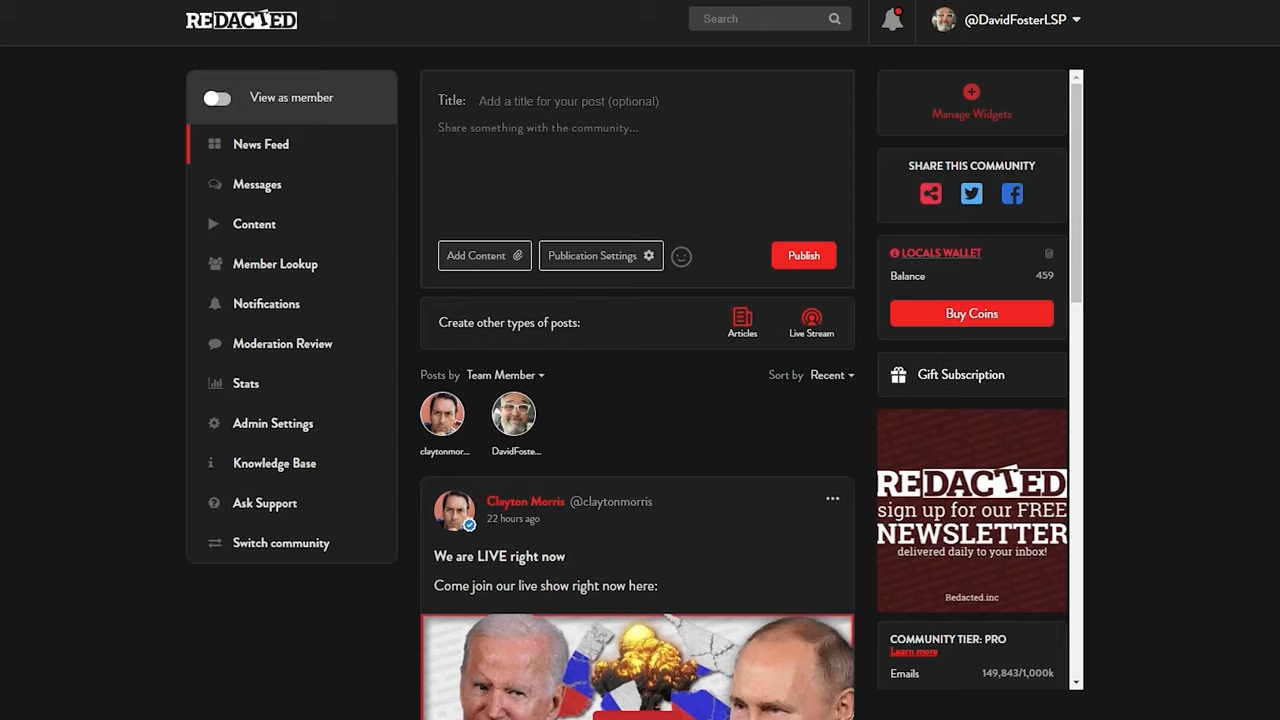 REDACTED
Search
@DavidFosterLSP
View as member
News Feed
Messages
Content
Member Lookup
Notifications
Moderation Review
Stats
Admin Settings
Knowledge Base
Ask Support
Switch community
Title: Add a title for your post (optional)
Share something with the community...
Add Content
Publication Settings
Publish
Create other types of posts:
Articles
Live Stream
Posts by Team Member
Sort by Recent
claytonmor...
DavidFoste...
Clayton Morris @claytonmorris
22 hours ago
We are LIVE right now
Come join our live show right now here:
Manage Widgets
SHARE THIS COMMUNITY
LOCALS WALLET
Balance 459
Buy Coins
Gift Subscription
REDACTED
sign up for our FREE
NEWSLETTER
delivered daily to your inbox!
Redacted.inc
COMMUNITY TIER: PRO
Learn more
Emails 149,843/1,000k